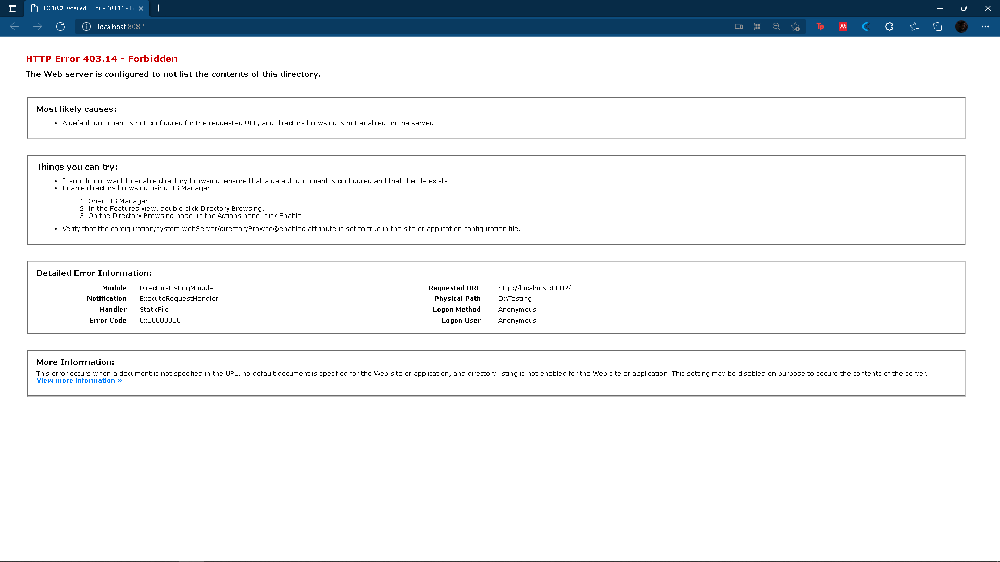 IIS 10.0 Detailed Error - 403.14 - F
localhost:8082
Tp
HTTP Error 403.14 - Forbidden
The Web server is configured to not list the contents of this directory.
Most likely causes:
• A default document is not configured for the requested URL, and directory browsing is not enabled on the server.
Things you can try:
• If you do not want to enable directory browsing, ensure that a default document is configured and that the file exists.
• Enable directory browsing using IIS Manager.
1. Open IIS Manager.
2. In the Features view, double-click Directory Browsing.
3. On the Directory Browsing page, in the Actions pane, click Enable.
• Verify that the configuration/system.webServer/directoryBrowse@enabled attribute is set to true in the site or application configuration file.
Detailed Error Information:
Module DirectoryListingModule
Notification ExecuteRequestHandler
Handler StaticFile
Error Code 0x00000000
Requested URL http://localhost:8082/
Physical Path D:\Testing
Logon Method Anonymous
Logon User Anonymous
More Information:
This error occurs when a document is not specified in the URL, no default document is specified for the Web site or application, and directory listing is not enabled for the Web site or application. This setting may be disabled on purpose to secure the contents of the server.
View more information »